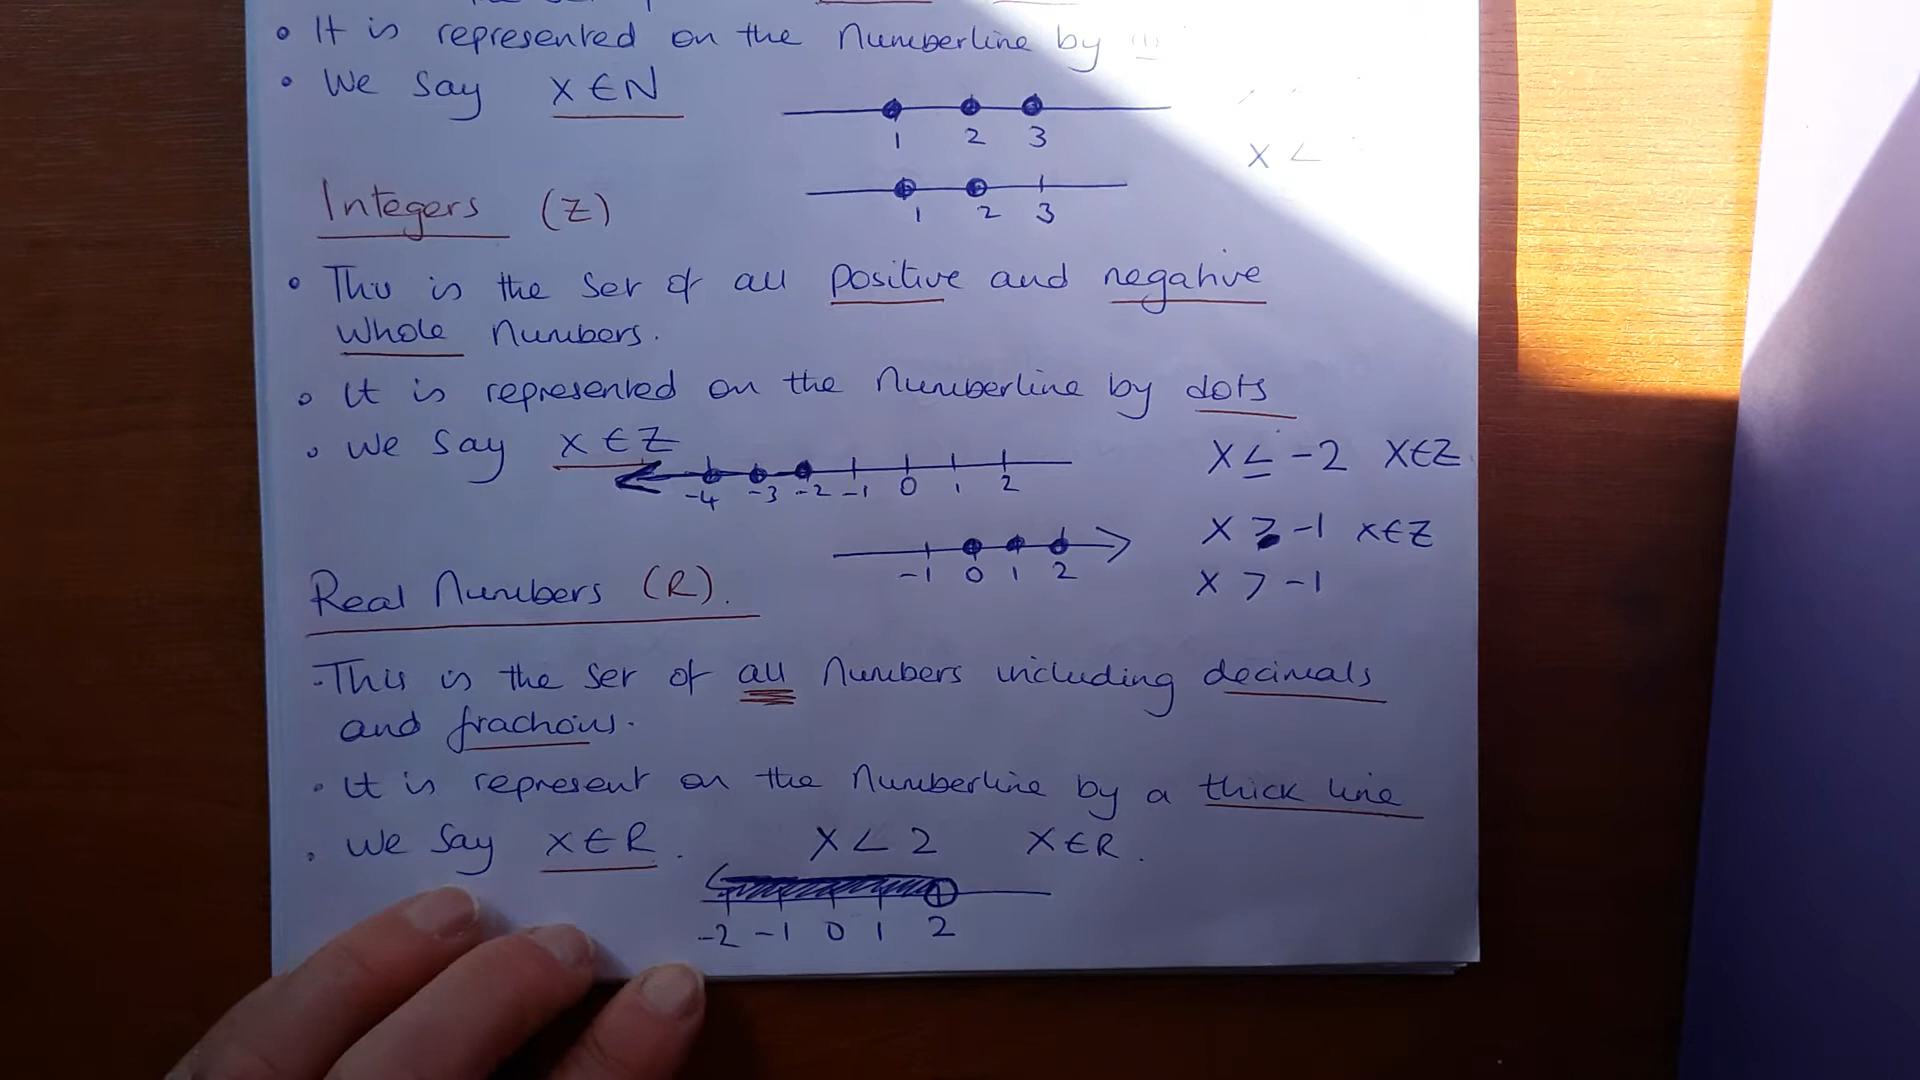 • It is represented on the Numberline by
• We say x ∈ N
1 2 3
x <
Integers (Z)
1 2 3
• This is the set of all positive and negative
whole numbers.
• It is represented on the Numberline by dots
• We say x ∈ Z
-4 -3 -2 -1 0 1 2
x ≤ -2 x ∈ Z
-1 0 1 2
x > -1 x ∈ Z
x > -1
Real Numbers (R).
- This is the set of all Numbers including decimals
and fractions.
• It is represent on the Numberline by a thick line
• We say x ∈ R. x < 2 x ∈ R.
-2 -1 0 1 2